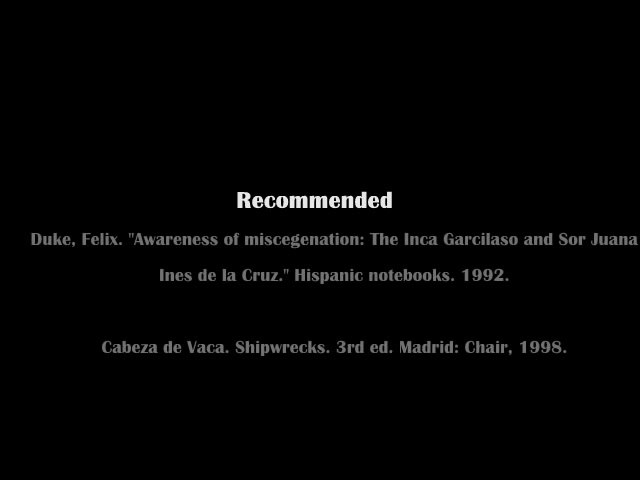 Recommended
Duke, Felix. "Awareness of miscegenation: The Inca Garcilaso and Sor Juana
Ines de la Cruz." Hispanic notebooks. 1992.
Cabeza de Vaca. Shipwrecks. 3rd ed. Madrid: Chair, 1998.